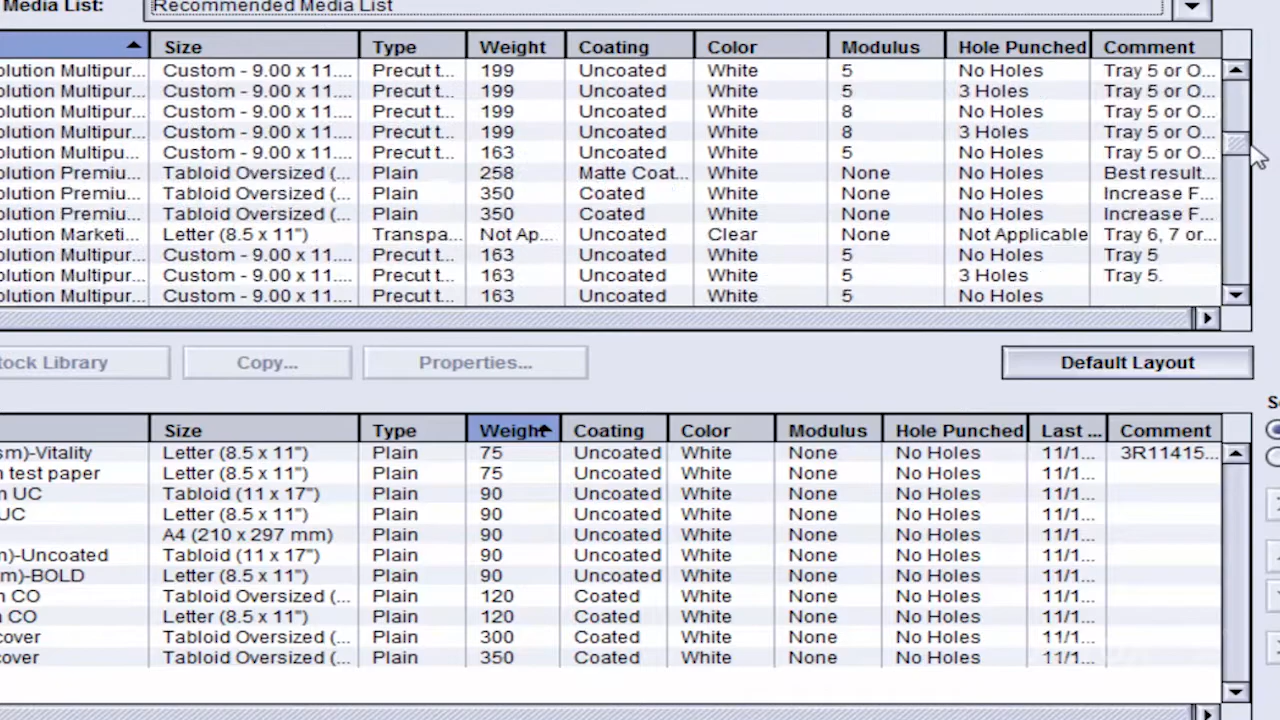 Media List: Recommended Media List
Size Type Weight Coating Color Modulus Hole Punched Comment
olution Multipur... Custom - 9.00 x 11.... Precut t... 199 Uncoated White 5 No Holes Tray 5 or O...
olution Multipur... Custom - 9.00 x 11.... Precut t... 199 Uncoated White 5 3 Holes Tray 5 or O...
olution Multipur... Custom - 9.00 x 11.... Precut t... 199 Uncoated White 8 No Holes Tray 5 or O...
olution Multipur... Custom - 9.00 x 11.... Precut t... 199 Uncoated White 8 3 Holes Tray 5 or O...
olution Multipu... Custom - 9.00 x 11.... Precut t... 163 Uncoated White 5 No Holes Tray 5 or O...
olution Premiu... Tabloid Oversized (... Plain 258 Matte Coat... White None No Holes Best result...
olution Premiu... Tabloid Oversized (... Plain 350 Coated White None No Holes Increase F...
olution Premiu... Tabloid Oversized (... Plain 350 Coated White None No Holes Increase F...
olution Marketi... Letter (8.5 x 11") Transpa... Not Ap... Uncoated Clear None Not Applicable Tray 6, 7 or...
olution Multipur... Custom - 9.00 x 11.... Precut t... 163 Uncoated White 5 No Holes Tray 5
olution Multipur... Custom - 9.00 x 11.... Precut t... 163 Uncoated White 5 3 Holes Tray 5.
olution Multipur... Custom - 9.00 x 11.... Precut t... 163 Uncoated White 5 No Holes
tock Library Copy... Properties... Default Layout
Size Type Weight Coating Color Modulus Hole Punched Last ... Comment
sm)-Vitality Letter (8.5 x 11") Plain 75 Uncoated White None No Holes 11/1... 3R11415...
n test paper Letter (8.5 x 11") Plain 75 Uncoated White None No Holes 11/1...
n UC Tabloid (11 x 17") Plain 90 Uncoated White None No Holes 11/1...
UC Letter (8.5 x 11") Plain 90 Uncoated White None No Holes 11/1...
A4 (210 x 297 mm) Plain 90 Uncoated White None No Holes 11/1...
n)-Uncoated Tabloid (11 x 17") Plain 90 Uncoated White None No Holes 11/1...
m)-BOLD Letter (8.5 x 11") Plain 90 Uncoated White None No Holes 11/1...
n CO Tabloid Oversized (... Plain 120 Coated White None No Holes 11/1...
n CO Letter (8.5 x 11") Plain 120 Coated White None No Holes 11/1...
cover Tabloid Oversized (... Plain 300 Coated White None No Holes 11/1...
cover Tabloid Oversized (... Plain 350 Coated White None No Holes 11/1...